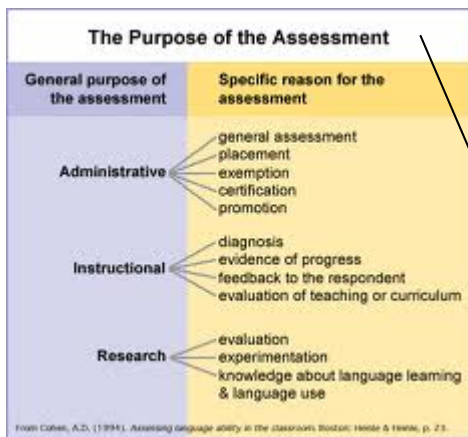 The Purpose of the Assessment
General purpose of
the assessment
Specific reason for the
assessment
Administrative
general assessment
placement
exemption
certification
promotion
Instructional
diagnosis
evidence of progress
feedback to the respondent
evaluation of teaching or curriculum
Research
evaluation
experimentation
knowledge about language learning
& language use
From Cohen, A.D. (1994). Assessing language ability in the classroom. Boston: Heinle & Heinle, p. 23.